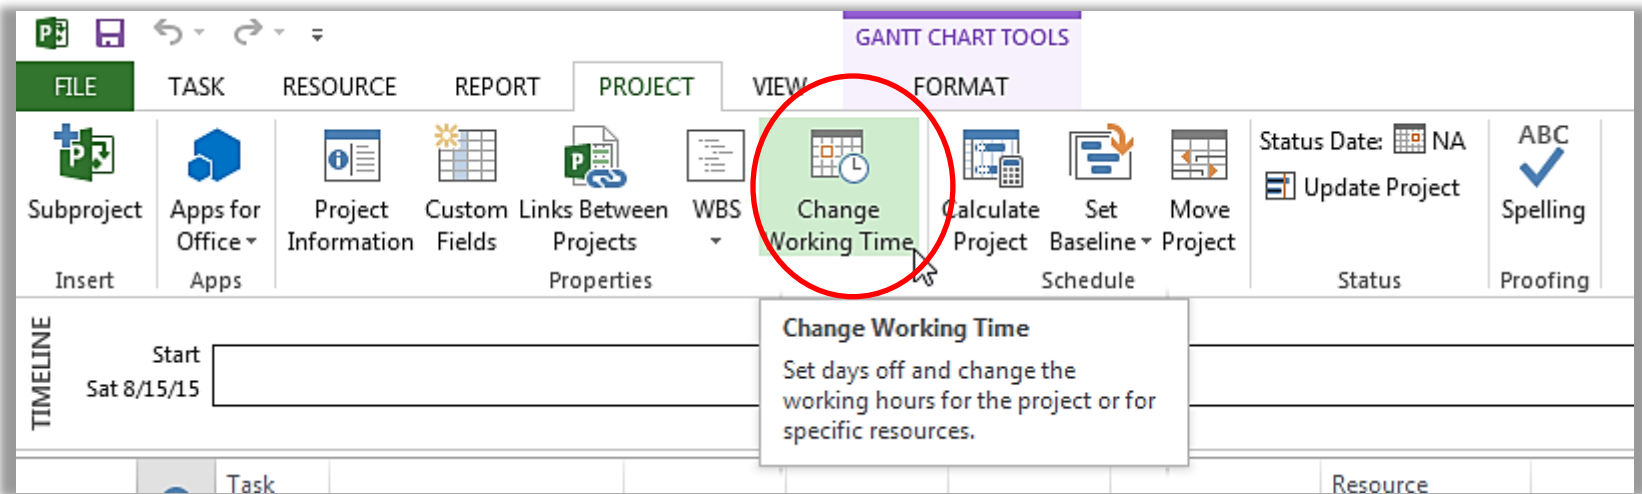 GANTT CHART TOOLS
FILE TASK RESOURCE REPORT PROJECT VIEW FORMAT
Subproject
Apps for
Office
Project
Information
Custom
Fields
Links Between
Projects
WBS
Change
Working Time
Calculate
Project
Set
Baseline
Move
Project
Status Date: NA
Update Project
ABC
Spelling
Insert Apps Properties Schedule Status Proofing
TIMELINE
Start
Sat 8/15/15
Change Working Time
Set days off and change the
working hours for the project or for
specific resources.
Task
Resource